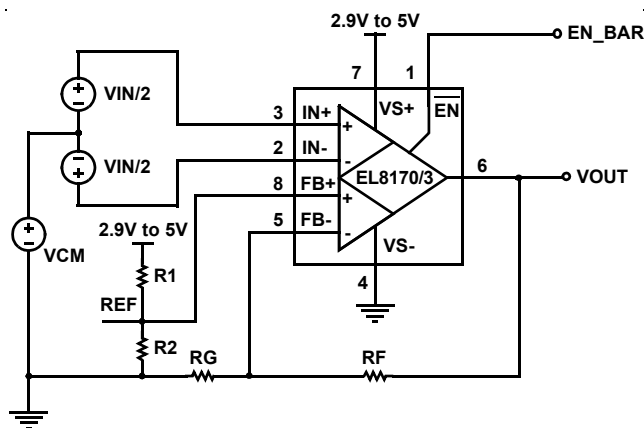 2.9V to 5V
EN_BAR
7
1
VIN/2
VS+
EN
3
IN+
+
2
IN-
-
VIN/2
EL8170/3
6
VOUT
8
FB+
+
2.9V to 5V
5
FB-
-
VCM
VS-
R1
4
REF
R2
RG
RF